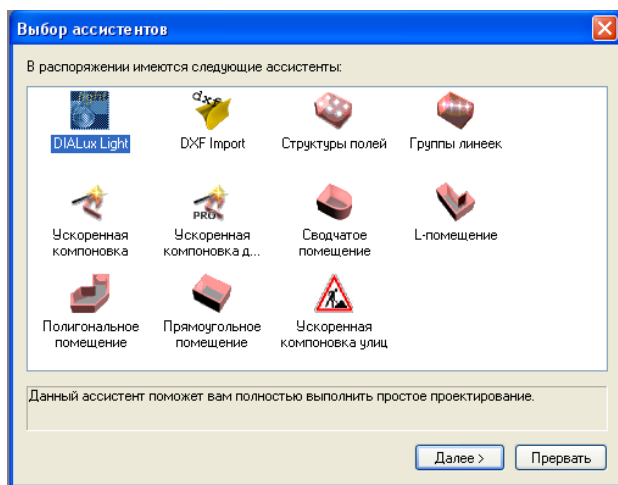 Выбор ассистентов
В распоряжении имеются следующие ассистенты:
dxf
DIALux Light
DXF Import
Структуры полей
Группы линеек
PRO
Ускоренная
компоновка
Ускоренная
компоновка д...
Сводчатое
помещение
L-помещение
Полигональное
помещение
Прямоугольное
помещение
Ускоренная
компоновка улиц
Данный ассистент поможет вам полностью выполнить простое проектирование.
Далее >
Прервать